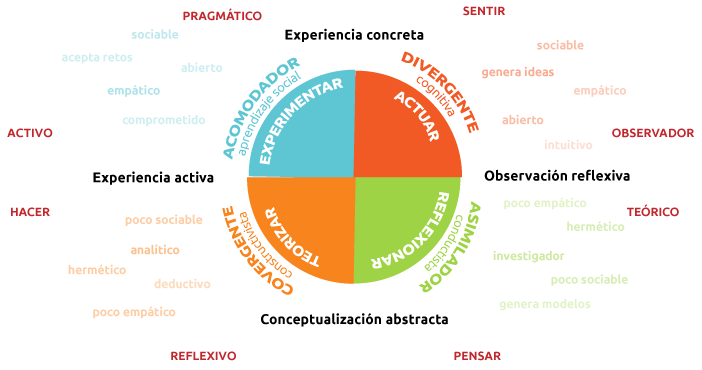 PRAGMÁTICO
SENTIR
Experiencia concreta
sociable
acepta retos
abierto
empático
comprometido
ACOMODADOR
aprendizaje social
EXPERIMENTAR
DIVERGENTE
cognitiva
ACTUAR
sociable
genera ideas
empático
abierto
intuitivo
ACTIVO
OBSERVADOR
Experiencia activa
Observación reflexiva
HACER
TEÓRICO
poco sociable
analítico
hermético
deductivo
poco empático
COVERGENTE
constructivista
TEORIZAR
REFLEXIONAR
conductista
ASIMILADOR
poco empático
hermético
investigador
poco sociable
genera modelos
Conceptualización abstracta
REFLEXIVO
PENSAR